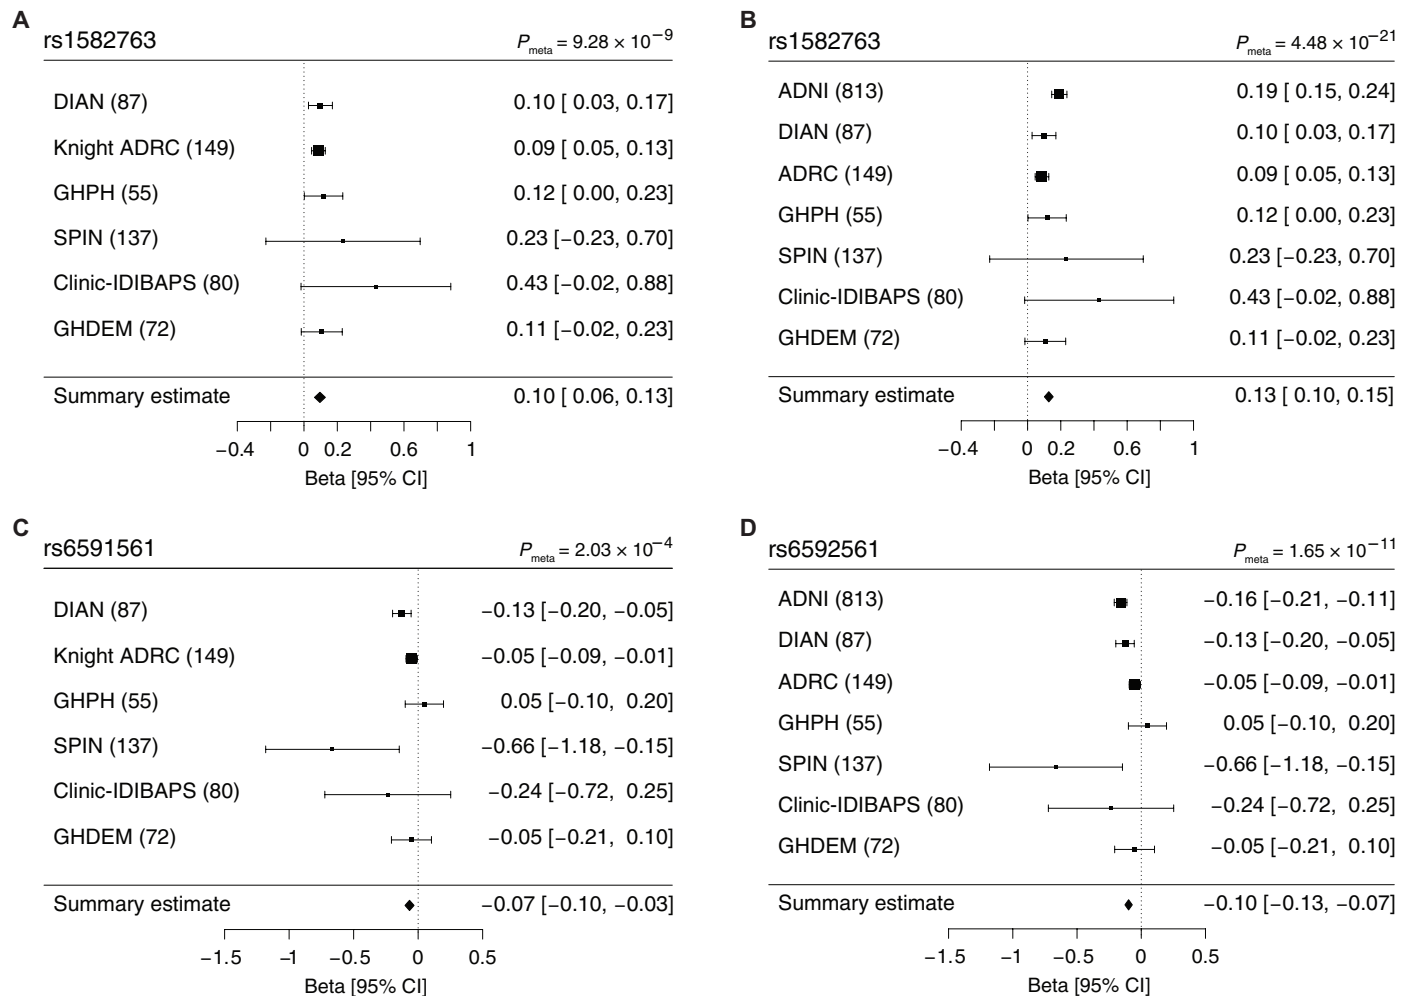 A
rs1582763 P meta = 9.28 × 10−9
DIAN (87) 0.10 [ 0.03, 0.17]
Knight ADRC (149) 0.09 [ 0.05, 0.13]
GHPH (55) 0.12 [ 0.00, 0.23]
SPIN (137) 0.23 [−0.23, 0.70]
Clinic-IDIBAPS (80) 0.43 [−0.02, 0.88]
GHDEM (72) 0.11 [−0.02, 0.23]
Summary estimate 0.10 [ 0.06, 0.13]
−0.4 0 0.2 0.6 1
Beta [95% CI]
B
rs1582763 P meta = 4.48 × 10−21
ADNI (813) 0.19 [ 0.15, 0.24]
DIAN (87) 0.10 [ 0.03, 0.17]
ADRC (149) 0.09 [ 0.05, 0.13]
GHPH (55) 0.12 [ 0.00, 0.23]
SPIN (137) 0.23 [−0.23, 0.70]
Clinic-IDIBAPS (80) 0.43 [−0.02, 0.88]
GHDEM (72) 0.11 [−0.02, 0.23]
Summary estimate 0.13 [ 0.10, 0.15]
−0.4 0 0.2 0.6 1
Beta [95% CI]
C
rs6591561 P meta = 2.03 × 10−4
DIAN (87) −0.13 [−0.20, −0.05]
Knight ADRC (149) −0.05 [−0.09, −0.01]
GHPH (55) 0.05 [−0.10, 0.20]
SPIN (137) −0.66 [−1.18, −0.15]
Clinic-IDIBAPS (80) −0.24 [−0.72, 0.25]
GHDEM (72) −0.05 [−0.21, 0.10]
Summary estimate −0.07 [−0.10, −0.03]
−1.5 −1 −0.5 0 0.5
Beta [95% CI]
D
rs6592561 P meta = 1.65 × 10−11
ADNI (813) −0.16 [−0.21, −0.11]
DIAN (87) −0.13 [−0.20, −0.05]
ADRC (149) −0.05 [−0.09, −0.01]
GHPH (55) 0.05 [−0.10, 0.20]
SPIN (137) −0.66 [−1.18, −0.15]
Clinic-IDIBAPS (80) −0.24 [−0.72, 0.25]
GHDEM (72) −0.05 [−0.21, 0.10]
Summary estimate −0.10 [−0.13, −0.07]
−1.5 −1 −0.5 0 0.5
Beta [95% CI]